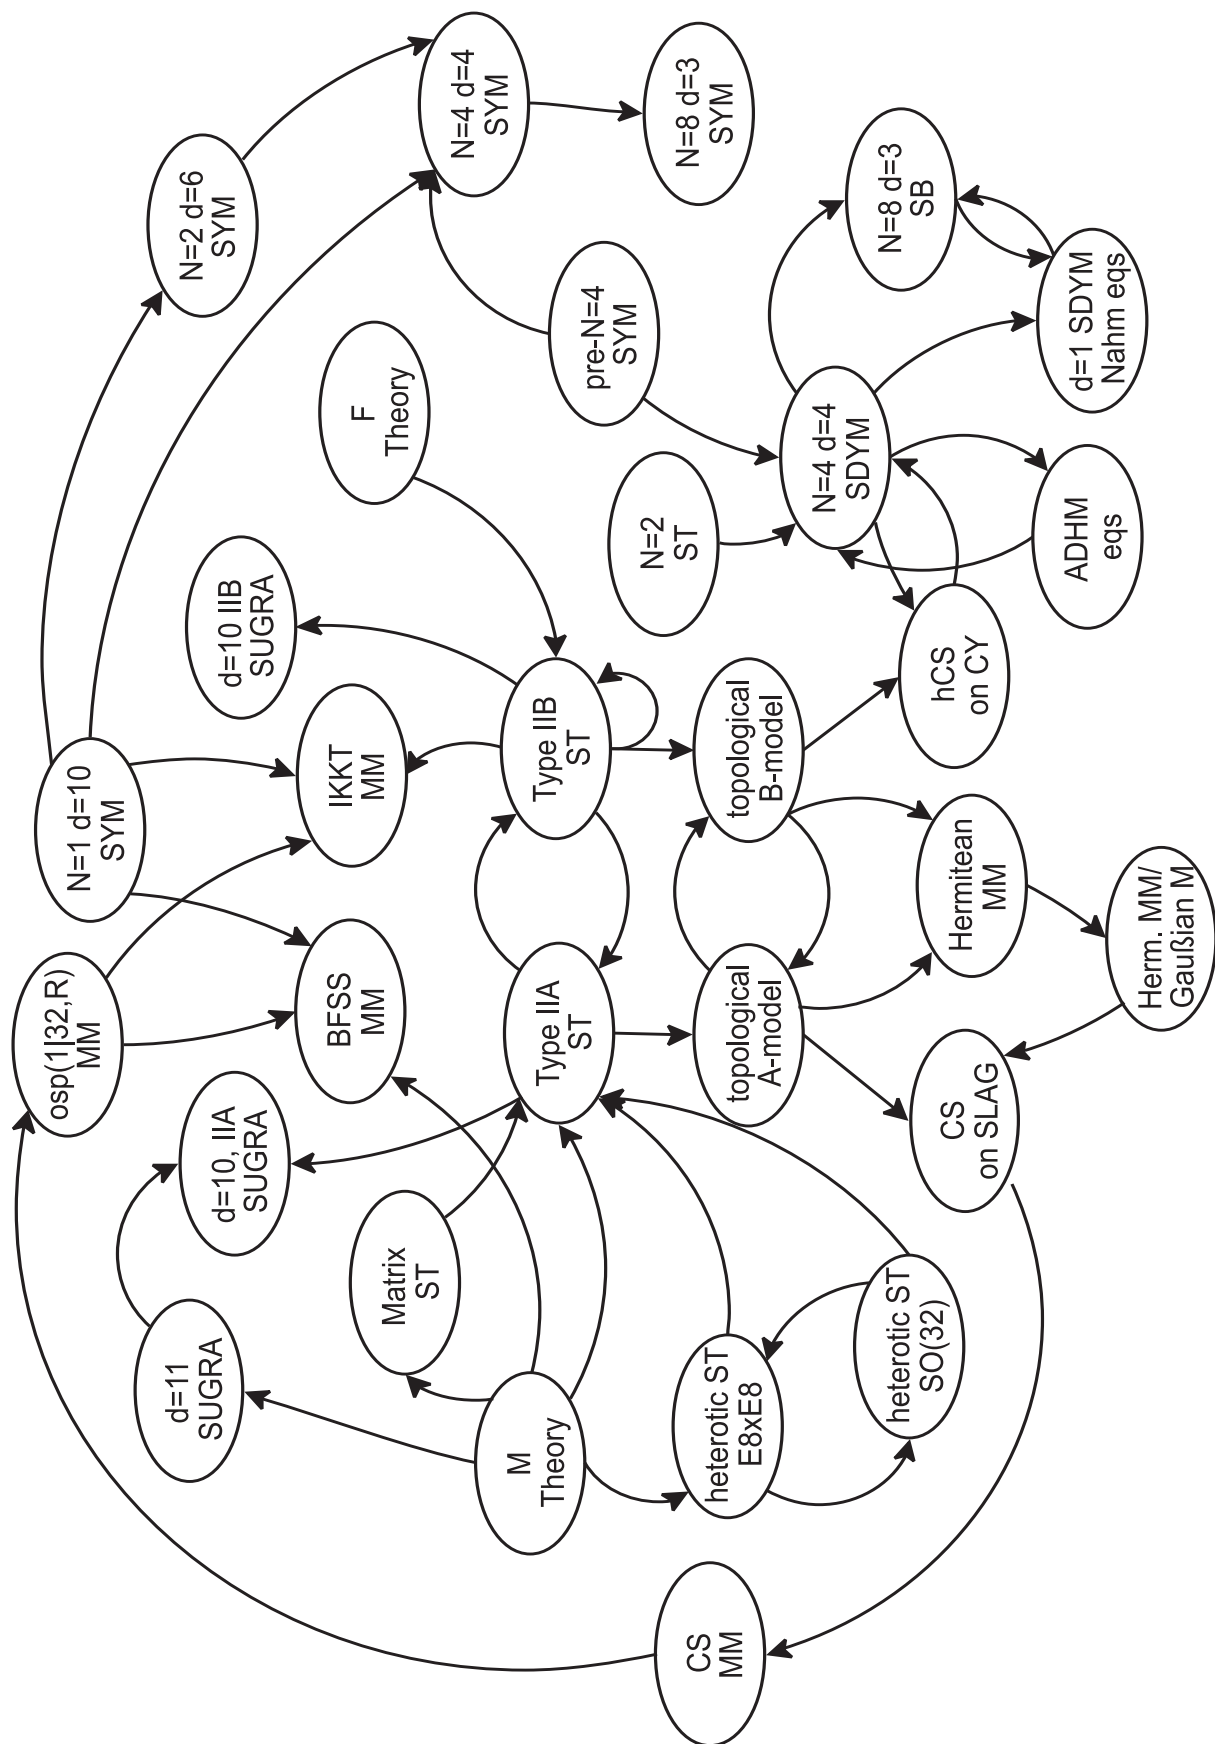 osp(1|32,R)
MM
N=1 d=10
SYM
d=11
SUGRA
d=10, IIA
SUGRA
d=10 IIB
SUGRA
N=2 d=6
SYM
Matrix
ST
BFSS
MM
IKKT
MM
F
Theory
N=4 d=4
SYM
M
Theory
Type IIA
ST
Type IIB
ST
pre-N=4
SYM
CS
MM
heterotic ST
E8xE8
topological
A-model
topological
B-model
N=2
ST
N=8 d=3
SYM
heterotic ST
SO(32)
CS
on SLAG
Hermitean
MM
hCS
on CY
N=4 d=4
SDYM
N=8 d=3
SB
Herm. MM/
Gaußian M
ADHM
eqs
d=1 SDYM
Nahm eqs